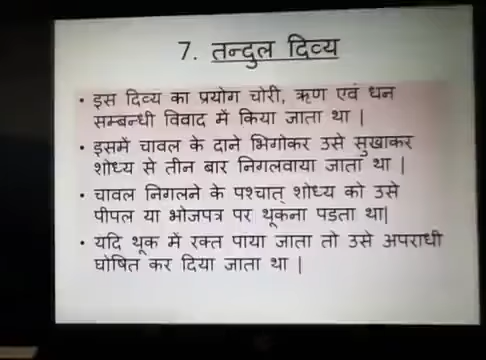 7. तन्दुल दिव्य
• इस दिव्य का प्रयोग चोरी, ऋण एवं धन
सम्बन्धी विवाद में किया जाता था |
• इसमें चावल के दाने भिगोकर उसे सुखाकर
शोध्य से तीन बार निगलवाया जाता था |
• चावल निगलने के पश्चात् शोध्य को उसे
पीपल या भोजपत्र पर थूकना पडता था|
• यदि थूक में रक्त पाया जाता तो उसे अपराधी
घोषित कर दिया जाता था |